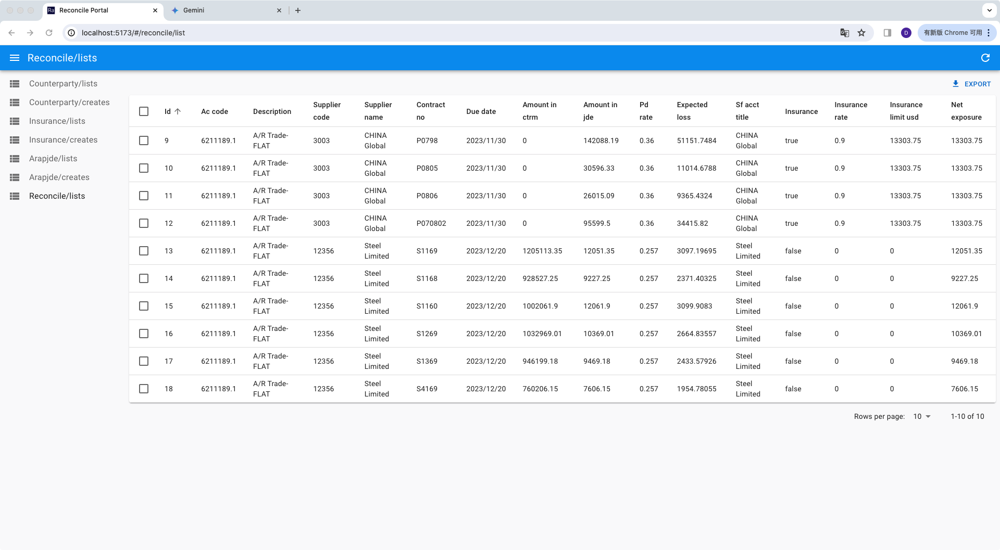 Reconcile Portal
Gemini
localhost:5173/#/reconcile/list
D
有新版 Chrome 可用
Reconcile/lists
Counterparty/lists
Counterparty/creates
Insurance/lists
Insurance/creates
Arapjde/lists
Arapjde/creates
Reconcile/lists
EXPORT
Id Ac code Description Supplier code Supplier name Contract no Due date Amount in ctrm Amount in jde Pd rate Expected loss Sf acct title Insurance Insurance rate Insurance limit usd Net exposure
9 6211189.1 A/R Trade-FLAT 3003 CHINA Global P0798 2023/11/30 0 142088.19 0.36 51151.7484 CHINA Global true 0.9 13303.75 13303.75
10 6211189.1 A/R Trade-FLAT 3003 CHINA Global P0805 2023/11/30 0 30596.33 0.36 11014.6788 CHINA Global true 0.9 13303.75 13303.75
11 6211189.1 A/R Trade-FLAT 3003 CHINA Global P0806 2023/11/30 0 26015.09 0.36 9365.4324 CHINA Global true 0.9 13303.75 13303.75
12 6211189.1 A/R Trade-FLAT 3003 CHINA Global P070802 2023/11/30 0 95599.5 0.36 34415.82 CHINA Global true 0.9 13303.75 13303.75
13 6211189.1 A/R Trade-FLAT 12356 Steel Limited S1169 2023/12/20 1205113.35 12051.35 0.257 3097.19695 Steel Limited false 0 0 12051.35
14 6211189.1 A/R Trade-FLAT 12356 Steel Limited S1168 2023/12/20 928527.25 9227.25 0.257 2371.40325 Steel Limited false 0 0 9227.25
15 6211189.1 A/R Trade-FLAT 12356 Steel Limited S1160 2023/12/20 1002061.9 12061.9 0.257 3099.9083 Steel Limited false 0 0 12061.9
16 6211189.1 A/R Trade-FLAT 12356 Steel Limited S1269 2023/12/20 1032969.01 10369.01 0.257 2664.83557 Steel Limited false 0 0 10369.01
17 6211189.1 A/R Trade-FLAT 12356 Steel Limited S1369 2023/12/20 946199.18 9469.18 0.257 2433.57926 Steel Limited false 0 0 9469.18
18 6211189.1 A/R Trade-FLAT 12356 Steel Limited S4169 2023/12/20 760206.15 7606.15 0.257 1954.78055 Steel Limited false 0 0 7606.15
Rows per page: 10 1-10 of 10